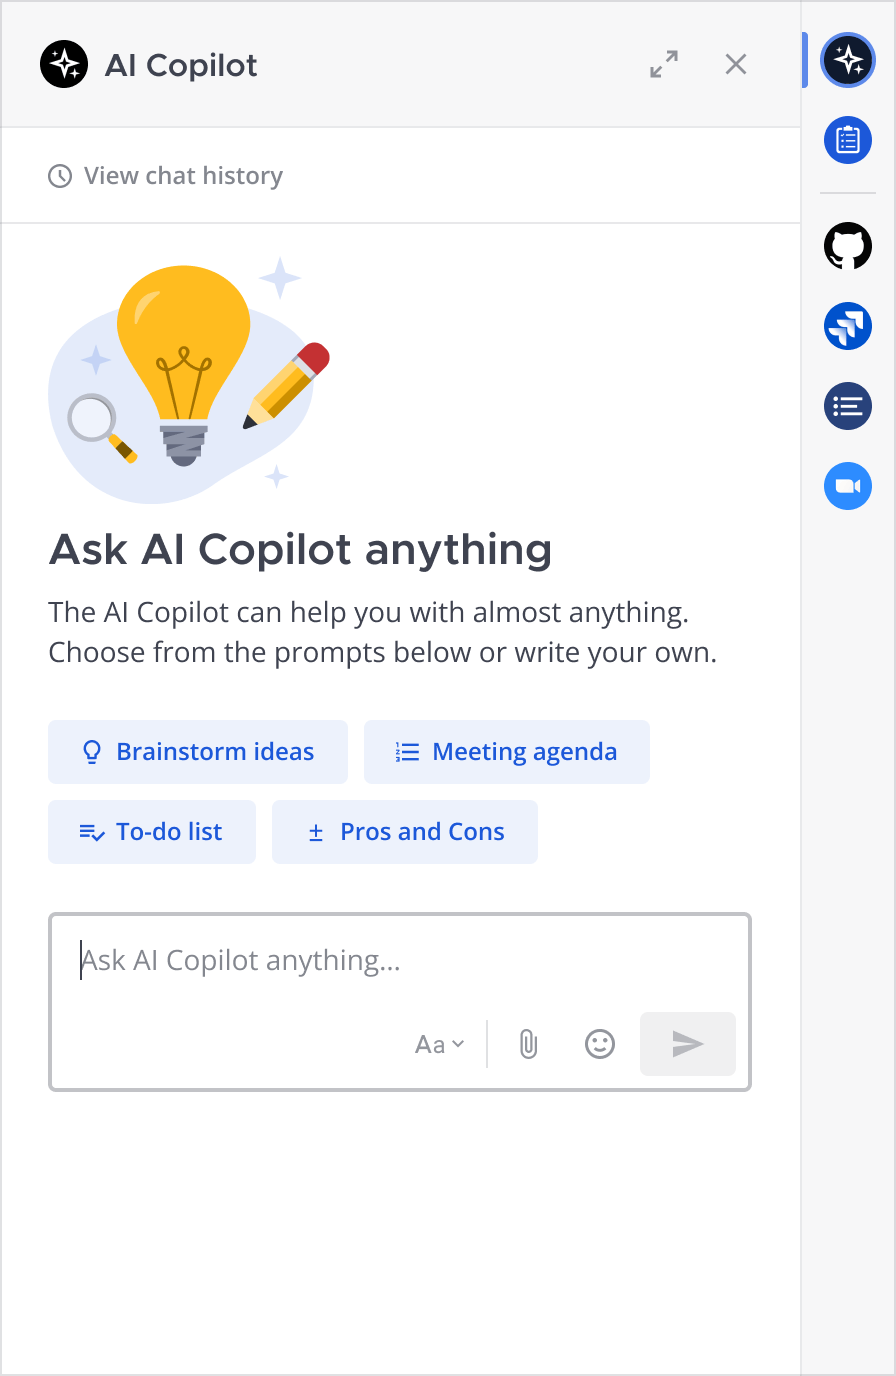 AI Copilot
View chat history
Ask AI Copilot anything
The AI Copilot can help you with almost anything.
Choose from the prompts below or write your own.
Brainstorm ideas
Meeting agenda
To-do list
Pros and Cons
Ask AI Copilot anything...
Aa